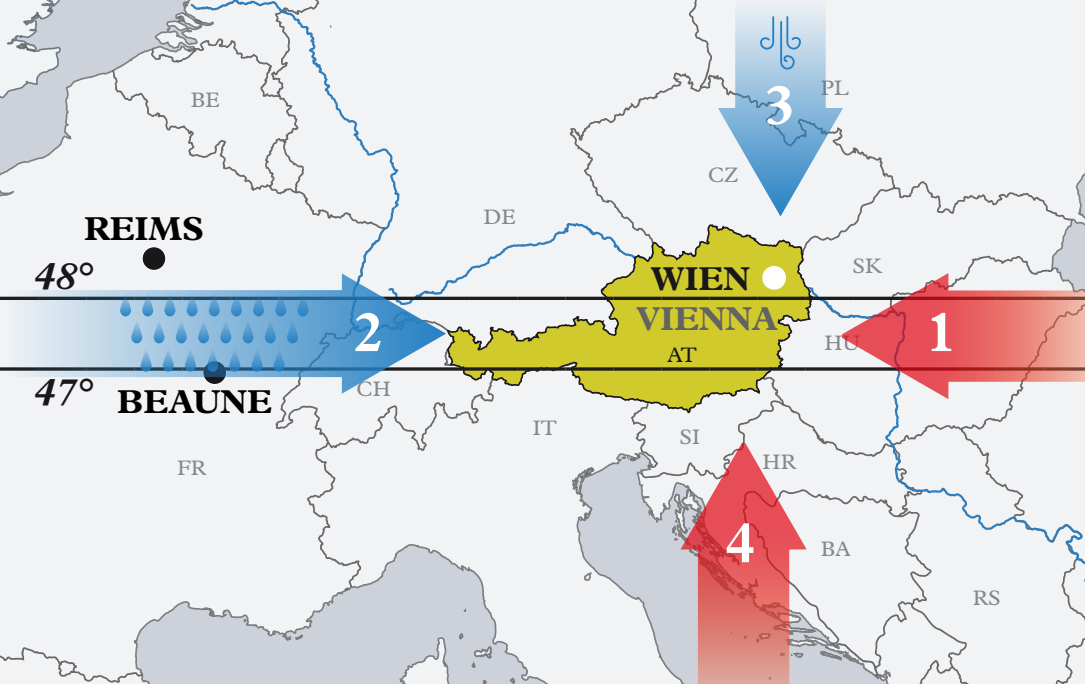 3
PL
BE
CZ
DE
REIMS
48°
WIEN
SK
VIENNA
2
1
HU
AT
47°
CH
BEAUNE
IT
SI
HR
FR
4
BA
RS